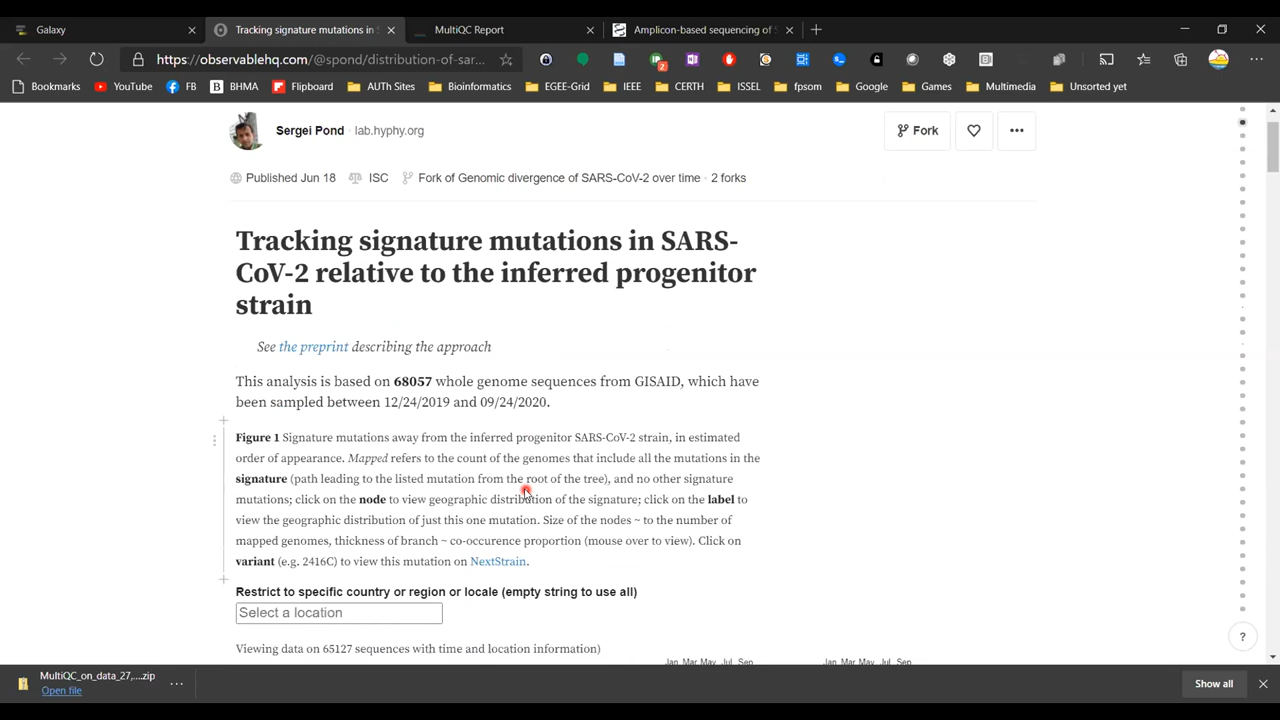 Galaxy
Tracking signature mutations in S
MultiQC Report
Amplicon-based sequencing of S
https://observablehq.com/@spond/distribution-of-sar...
2
Bookmarks YouTube FB BHMA Flipboard AUTh Sites Bioinformatics EGEE-Grid IEEE CERTH ISSEL fpsom Google Games Multimedia Unsorted yet
Sergei Pond · lab.hyphy.org
Fork
Published Jun 18 ISC Fork of Genomic divergence of SARS-CoV-2 over time · 2 forks
Tracking signature mutations in SARS-
CoV-2 relative to the inferred progenitor
strain
See the preprint describing the approach
This analysis is based on 68057 whole genome sequences from GISAID, which have
been sampled between 12/24/2019 and 09/24/2020.
Figure 1 Signature mutations away from the inferred progenitor SARS-CoV-2 strain, in estimated
order of appearance. Mapped refers to the count of the genomes that include all the mutations in the
signature (path leading to the listed mutation from the root of the tree), and no other signature
mutations; click on the node to view geographic distribution of the signature; click on the label to
view the geographic distribution of just this one mutation. Size of the nodes ~ to the number of
mapped genomes, thickness of branch ~ co-occurence proportion (mouse over to view). Click on
variant (e.g. 2416C) to view this mutation on NextStrain.
Restrict to specific country or region or locale (empty string to use all)
Select a location
Viewing data on 65127 sequences with time and location information)
Jan Mar May Jul Sep
Jan Mar May Jul Sep
?
MultiQC_on_data_27,....zip
Open file
Show all